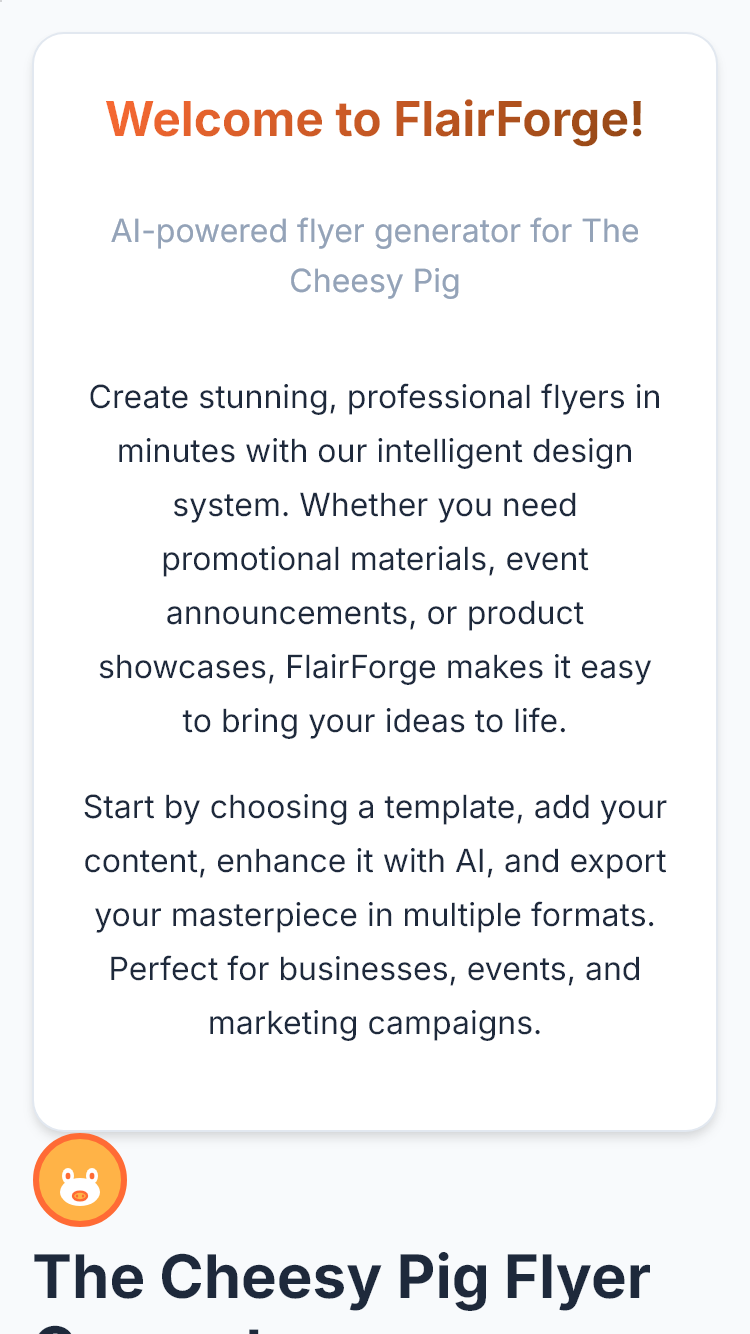 Welcome to FlairForge!
AI-powered flyer generator for The
Cheesy Pig
Create stunning, professional flyers in
minutes with our intelligent design
system. Whether you need
promotional materials, event
announcements, or product
showcases, FlairForge makes it easy
to bring your ideas to life.
Start by choosing a template, add your
content, enhance it with AI, and export
your masterpiece in multiple formats.
Perfect for businesses, events, and
marketing campaigns.
The Cheesy Pig Flyer